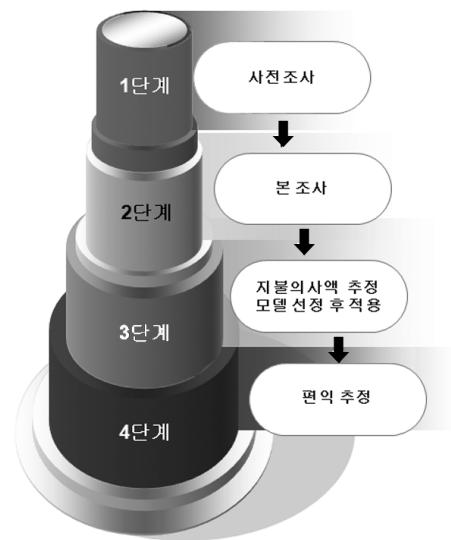 1단계
사전조사
2단계
본 조사
3단계
지불의사액 추정
모델 선정 후 적용
4단계
편익 추정